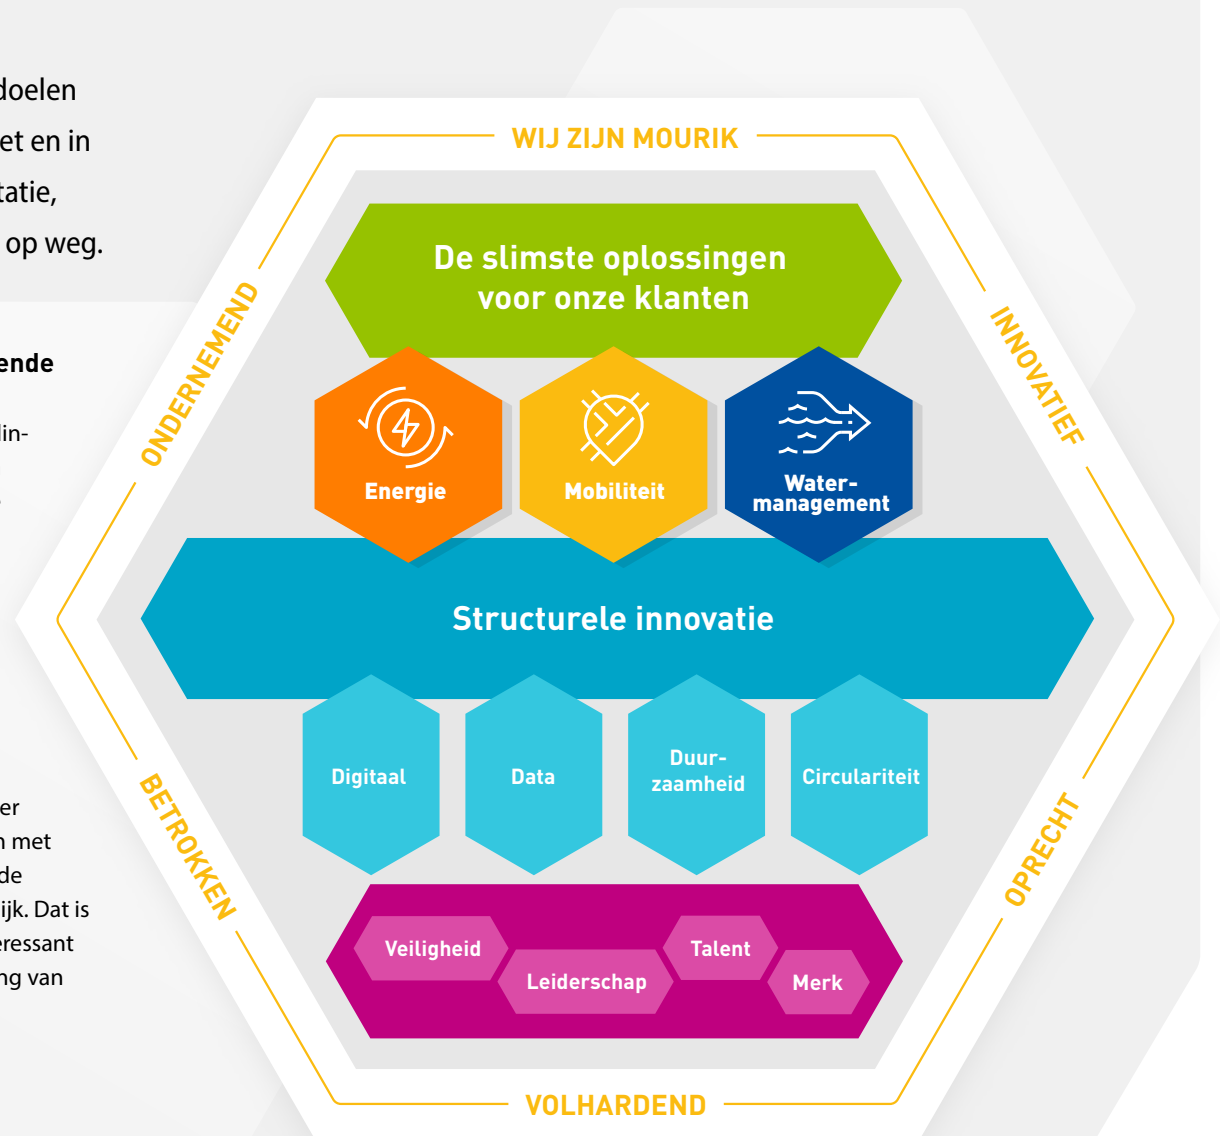 doelen
et en in
tatie,
op weg.
ende
lin-
er
n met
de
ijk. Dat is
eressant
ng van
WIJ ZIJN MOURIK
ONDERNEMEND
INNOVATIEF
De slimste oplossingen
voor onze klanten
Energie
Mobiliteit
Water-
management
Structurele innovatie
Digitaal
Data
Duur-
zaamheid
Circulariteit
BETROKKEN
OPRECHT
Veiligheid
Leiderschap
Talent
Merk
VOLHARDEND